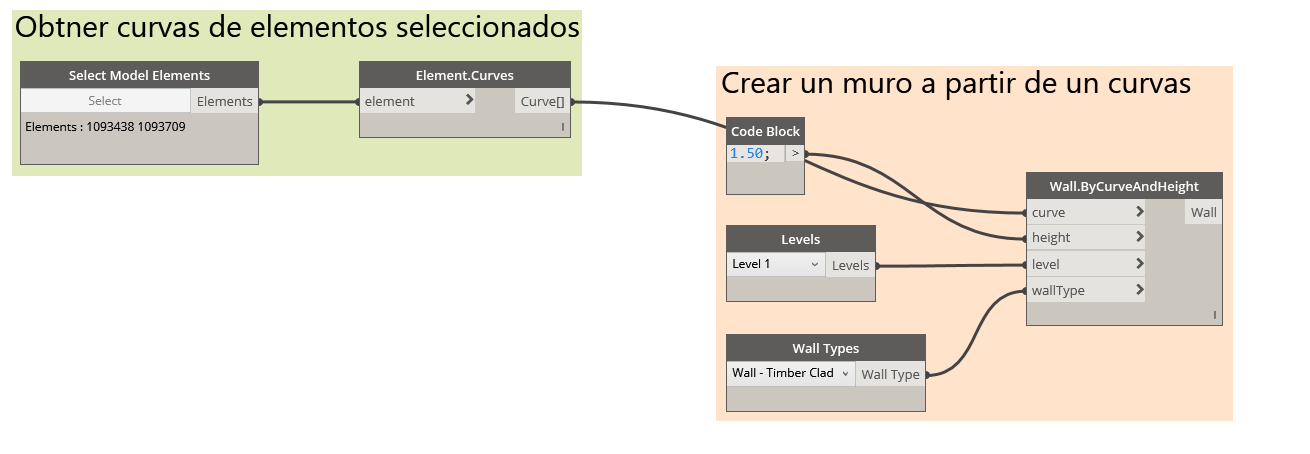 Obtner curvas de elementos seleccionados
Select Model Elements
Select
Elements
Elements : 1093438 1093709
Element.Curves
element
Curve[]
l
Crear un muro a partir de un curvas
Code Block
1.50;
>
Levels
Level 1
Levels
Wall Types
Wall - Timber Clad
Wall Type
Wall.ByCurveAndHeight
curve
Wall
height
level
wallType
l